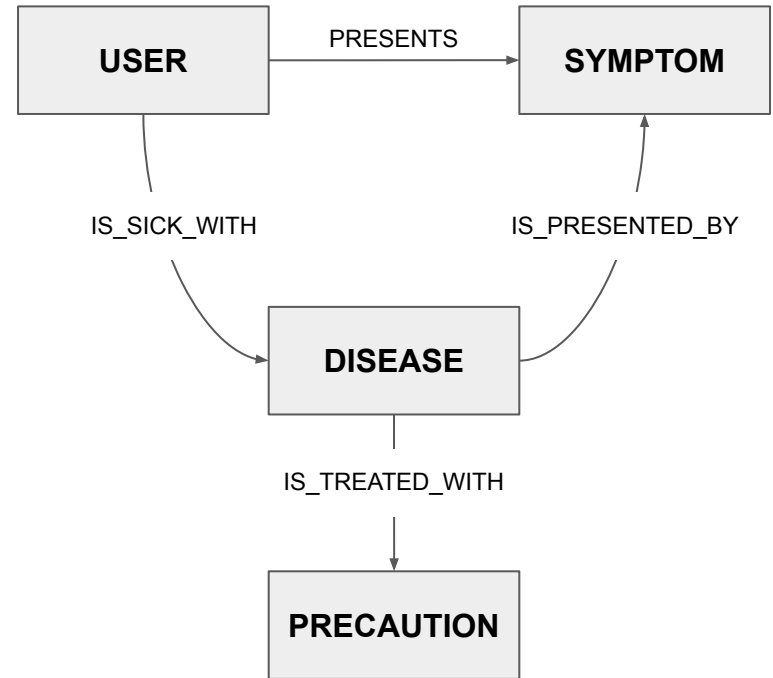 PRESENTS
USER
SYMPTOM
IS_SICK_WITH
IS_PRESENTED_BY
DISEASE
IS_TREATED_WITH
PRECAUTION